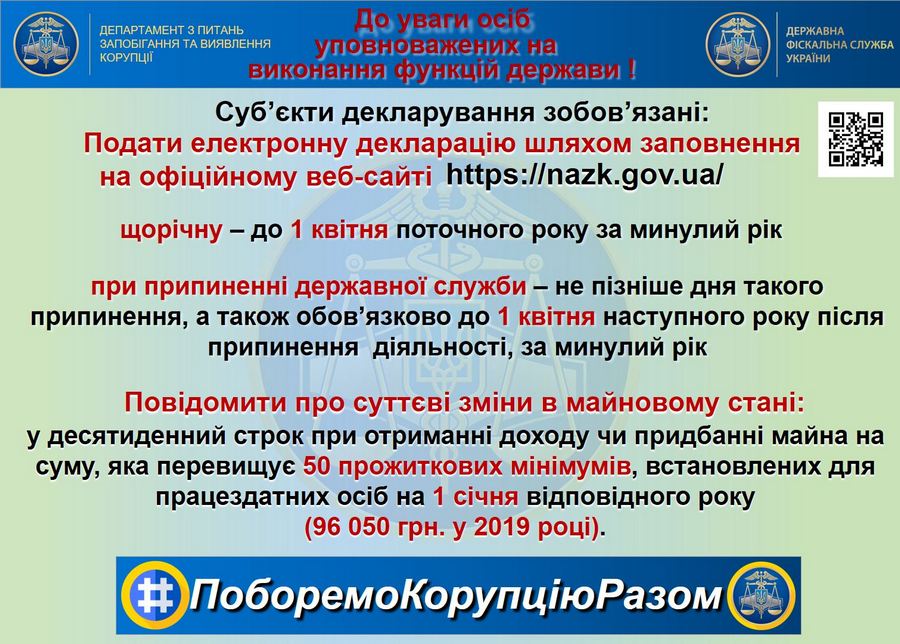 ДЕПАРТАМЕНТ З ПИТАНЬ
ЗАПОБІГАННЯ ТА ВИЯВЛЕННЯ
КОРУПЦІЇ
До уваги осіб
уповноважених на
виконання функцій держави !
ДЕРЖАВНА
ФІСКАЛЬНА СЛУЖБА
УКРАЇНИ
Суб’єкти декларування зобов’язані:
Подати електронну декларацію шляхом заповнення
на офіційному веб-сайті https://nazk.gov.ua/
щорічну – до 1 квітня поточного року за минулий рік
при припиненні державної служби – не пізніше дня такого
припинення, а також обов’язково до 1 квітня наступного року після
припинення діяльності, за минулий рік
Повідомити про суттєві зміни в майновому стані:
у десятиденний строк при отриманні доходу чи придбанні майна на
суму, яка перевищує 50 прожиткових мінімумів, встановлених для
працездатних осіб на 1 січня відповідного року
(96 050 грн. у 2019 році).
#ПоборемоКорупціюРазом